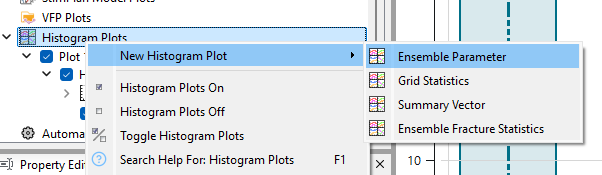 VFP Plots
Histogram Plots
Plot
New Histogram Plot
Ensemble Parameter
H
Grid Statistics
Histogram Plots On
Summary Vector
Histogram Plots Off
Ensemble Fracture Statistics
Automa
Toggle Histogram Plots
Search Help For: Histogram Plots F1
Property Edi
10